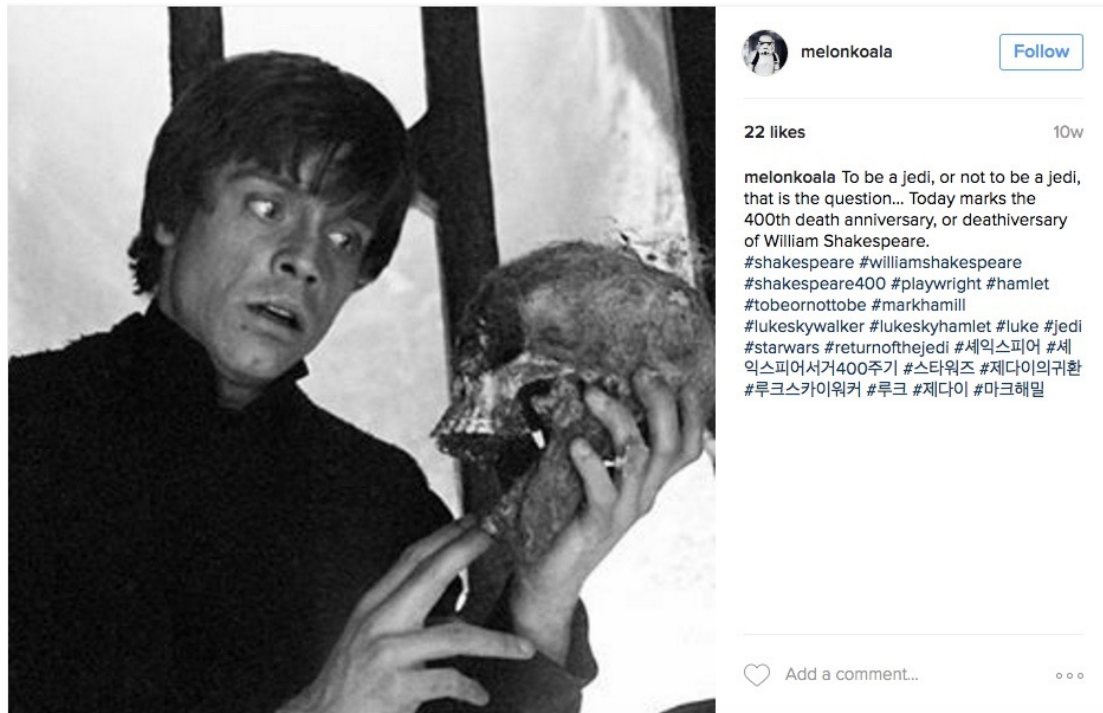 melonkoala
Follow
22 likes
10w
melonkoala To be a jedi, or not to be a jedi,
that is the question... Today marks the
400th death anniversary, or deathiversary
of William Shakespeare.
#shakespeare #williamshakespeare
#shakespeare400 #playwright #hamlet
#tobeornottobe #markhamill
#lukeskywalker #lukeskyhamlet #luke #jedi
#starwars #returnofthejedi #셰익스피어 #셰
익스피어서거400주기 #스타워즈 #제다이의귀환
#루크스카이워커 #루크 #제다이 #마크해밀
Add a comment...